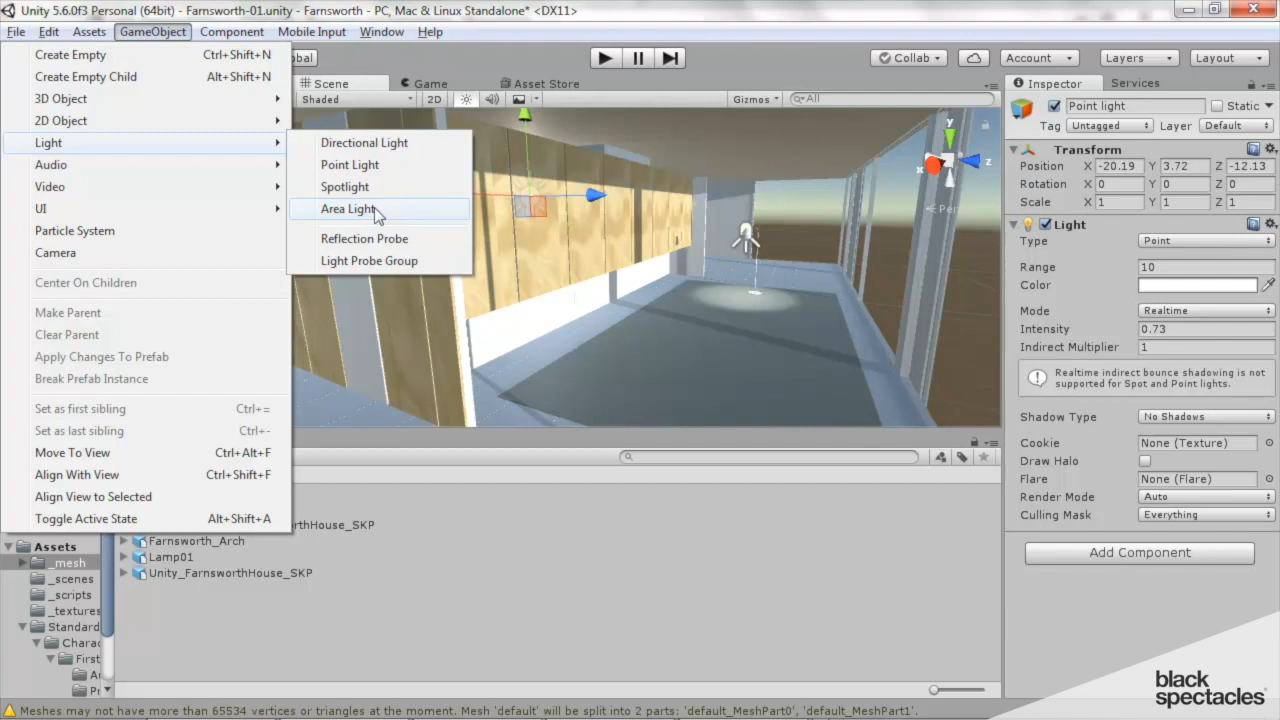 Unity 5.6.0f3 Personal (64bit) - Farnsworth-01.unity - Farnsworth - PC, Mac & Linux Standalone* <DX11>
File Edit Assets GameObject Component Mobile Input Window Help
Create Empty Ctrl+Shift+N
Create Empty Child Alt+Shift+N
3D Object
2D Object
Light
Audio
Video
UI
Particle System
Camera
Center On Children
Make Parent
Clear Parent
Apply Changes To Prefab
Break Prefab Instance
Set as first sibling Ctrl+=
Set as last sibling Ctrl+-
Move To View Ctrl+Alt+F
Align With View Ctrl+Shift+F
Align View to Selected
Toggle Active State Alt+Shift+A
Directional Light
Point Light
Spotlight
Area Light
Reflection Probe
Light Probe Group
Collab Account Layers Layout
Scene Game Asset Store
Shaded 2D Gizmos All
y
x z
Inspector Services
Point light Static
Tag Untagged Layer Default
Transform
Position X -20.19 Y 3.72 Z -12.13
Rotation X 0 Y 0 Z 0
Scale X 1 Y 1 Z 1
Light
Type Point
Range 10
Color
Mode Realtime
Intensity 0.73
Indirect Multiplier 1
Realtime indirect bounce shadowing is not
supported for Spot and Point lights.
Shadow Type No Shadows
Cookie None (Texture)
Draw Halo
Flare None (Flare)
Render Mode Auto
Culling Mask Everything
Add Component
Assets
_mesh
_scenes
_scripts
_textures
Standard
Chara
First
Farnsworth_Arch
Lamp01
Unity_FarnsworthHouse_SKP
Meshes may not have more than 65534 vertices or triangles at the moment. Mesh 'default' will be split into 2 parts: 'default_MeshPart0', 'default_MeshPart1'.
black
spectacles